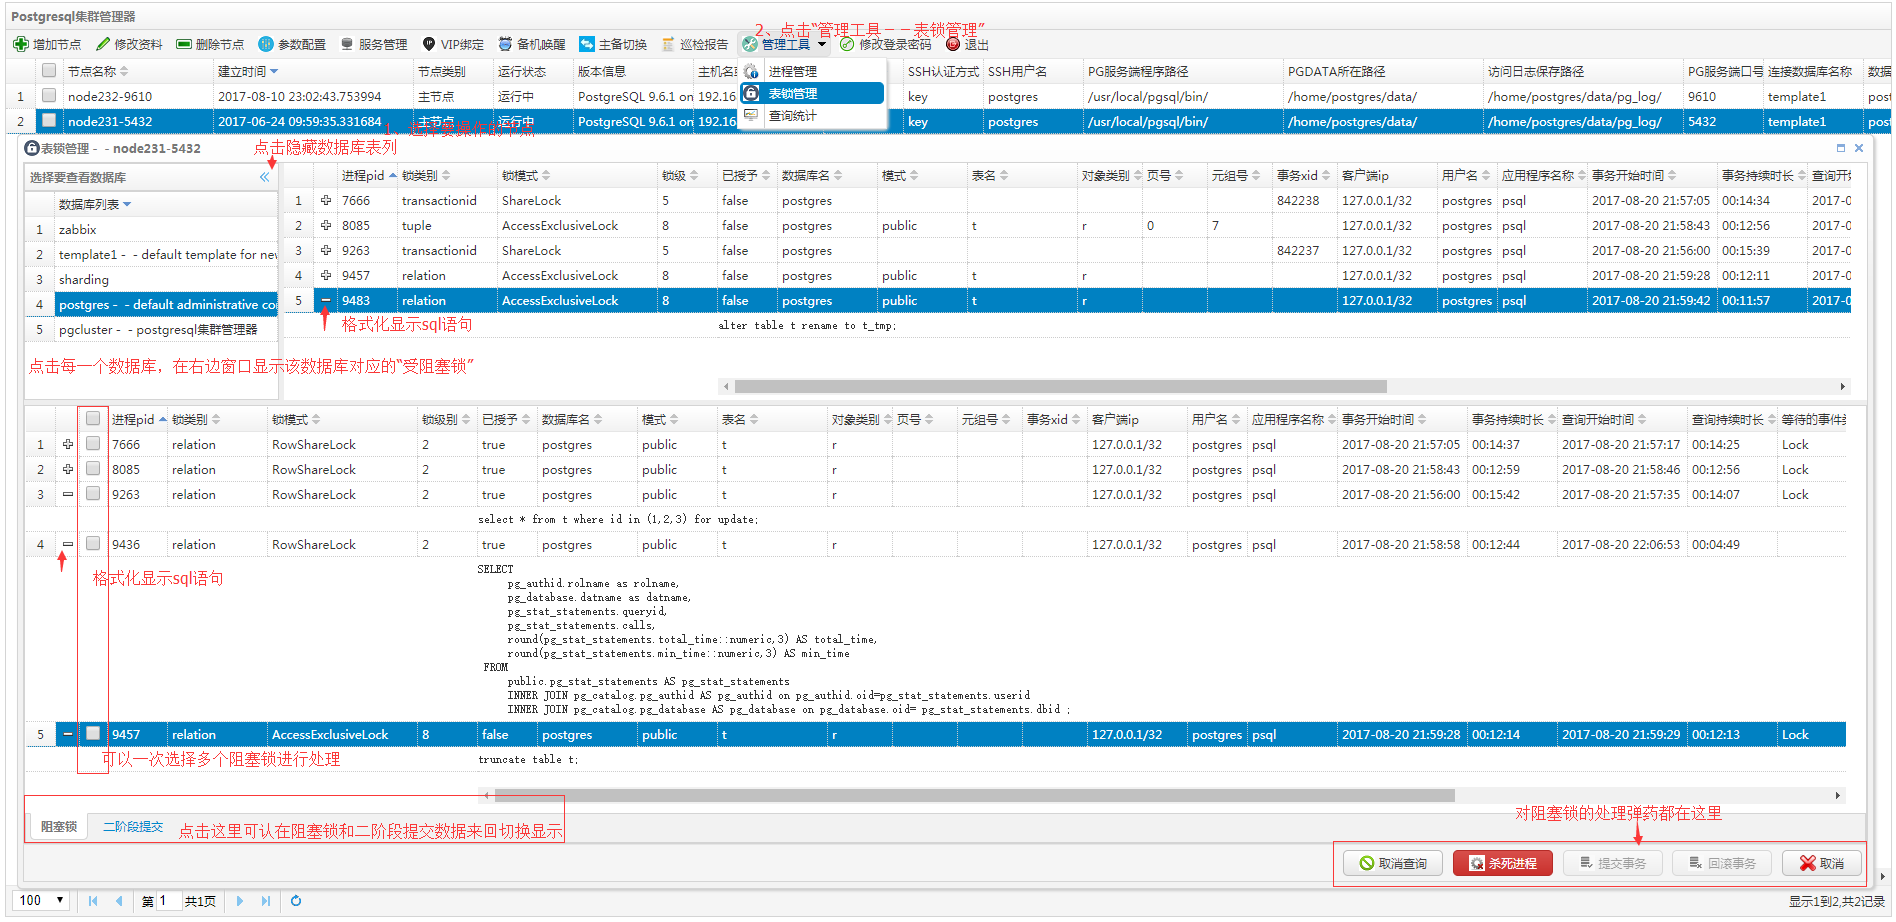 Postgresql集群管理器
增加节点 修改资料 删除节点 参数配置 服务管理 VIP绑定 备机唤醒 主备切换 巡检报告 管理工具 修改登录密码 退出
2、点击“管理工具－－表锁管理”
节点名称 建立时间 节点类别 运行状态 版本信息 SSH认证方式 SSH用户名 PG服务端程序路径 PGDATA所在路径 访问日志保存路径 PG服务端口号 连接数据库名称
1 node232-9610 2017-08-10 23:02:43.753994 主节点 运行中 PostgreSQL 9.6.1 on 192.16 key postgres /usr/local/pgsql/bin/ /home/postgres/data/ /home/postgres/data/pg_log/ 9610 template1
2 node231-5432 2017-06-24 09:59:35.331684 主节点 运行中 PostgreSQL 9.6.1 on 192.16 key postgres /usr/local/pgsql/bin/ /home/postgres/data/ /home/postgres/data/pg_log/ 5432 template1
进程管理
表锁管理
查询统计
表锁管理－－node231-5432
点击隐藏数据库表列
选择要查看数据库
数据库列表
1 zabbix
2 template1－－default template for new
3 sharding
4 postgres－－default administrative co
5 pgcluster－－postgresql集群管理器
点击每一个数据库，在右边窗口显示该数据库对应的“受阻塞锁”
进程pid 锁类别 锁模式 锁级 已授予 数据库名 模式 表名 对象类别 页号 元组号 事务xid 客户端ip 用户名 应用程序名称 事务开始时间 事务持续时长 查询开始
1 7666 transactionid ShareLock 5 false postgres 842238 127.0.0.1/32 postgres psql 2017-08-20 21:57:05 00:14:34 2017-0
2 8085 tuple AccessExclusiveLock 8 false postgres public t r 0 7 127.0.0.1/32 postgres psql 2017-08-20 21:58:43 00:12:56 2017-0
3 9263 transactionid ShareLock 5 false postgres 842237 127.0.0.1/32 postgres psql 2017-08-20 21:56:00 00:15:39 2017-0
4 9457 relation AccessExclusiveLock 8 false postgres public t r 127.0.0.1/32 postgres psql 2017-08-20 21:59:28 00:12:11 2017-0
5 9483 relation AccessExclusiveLock 8 false postgres public t r 127.0.0.1/32 postgres psql 2017-08-20 21:59:42 00:11:57 2017-0
格式化显示sql语句
alter table t rename to t_tmp;
进程pid 锁类别 锁模式 锁级别 已授予 数据库名 模式 表名 对象类别 页号 元组号 事务xid 客户端ip 用户名 应用程序名称 事务开始时间 事务持续时长 查询开始时间 查询持续时长 等待的事件
1 7666 relation RowShareLock 2 true postgres public t r 127.0.0.1/32 postgres psql 2017-08-20 21:57:05 00:14:37 2017-08-20 21:57:17 00:14:25 Lock
2 8085 relation RowShareLock 2 true postgres public t r 127.0.0.1/32 postgres psql 2017-08-20 21:58:43 00:12:59 2017-08-20 21:58:46 00:12:56 Lock
3 9263 relation RowShareLock 2 true postgres public t r 127.0.0.1/32 postgres psql 2017-08-20 21:56:00 00:15:42 2017-08-20 21:57:35 00:14:07 Lock
select * from t where id in (1,2,3) for update;
4 9436 relation RowShareLock 2 true postgres public t r 127.0.0.1/32 postgres psql 2017-08-20 21:58:58 00:12:44 2017-08-20 22:06:53 00:04:49
格式化显示sql语句
SELECT
pg_authid.rolname as rolname,
pg_database.datname as datname,
pg_stat_statements.queryid,
pg_stat_statements.calls,
round(pg_stat_statements.total_time::numeric,3) AS total_time,
round(pg_stat_statements.min_time::numeric,3) AS min_time
FROM
public.pg_stat_statements AS pg_stat_statements
INNER JOIN pg_catalog.pg_authid AS pg_authid on pg_authid.oid=pg_stat_statements.userid
INNER JOIN pg_catalog.pg_database AS pg_database on pg_database.oid= pg_stat_statements.dbid ;
5 9457 relation AccessExclusiveLock 8 false postgres public t r 127.0.0.1/32 postgres psql 2017-08-20 21:59:28 00:12:14 2017-08-20 21:59:29 00:12:13 Lock
可以一次选择多个阻塞锁进行处理
truncate table t;
阻塞锁 二阶段提交 点击这里可认在阻塞锁和二阶段提交数据来回切换显示
对阻塞锁的处理弹药都在这里
取消查询 杀死进程 提交事务 回滚事务 取消
100 第 1 共1页 显示1到2,共2记录